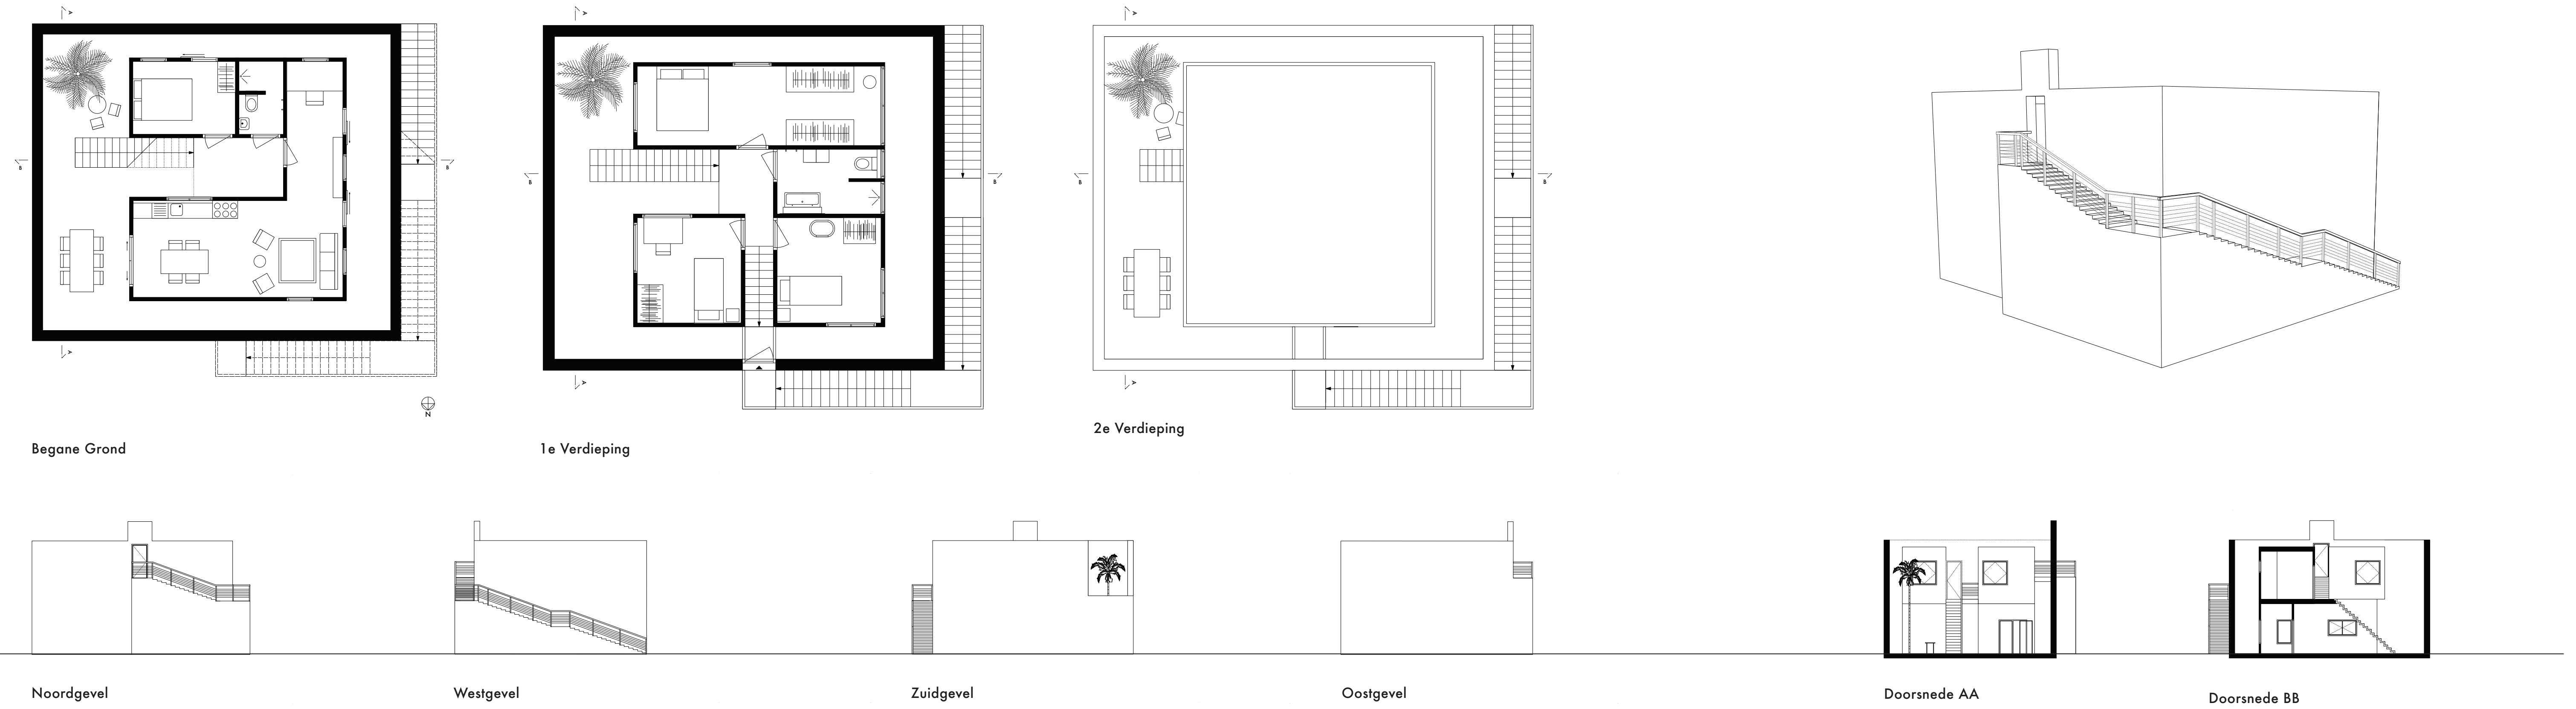 A
A
A
B
B
B
B
B
B
A
A
A
N
2e Verdieping
Begane Grond
1e Verdieping
Noordgevel
Westgevel
Zuidgevel
Oostgevel
Doorsnede AA
Doorsnede BB